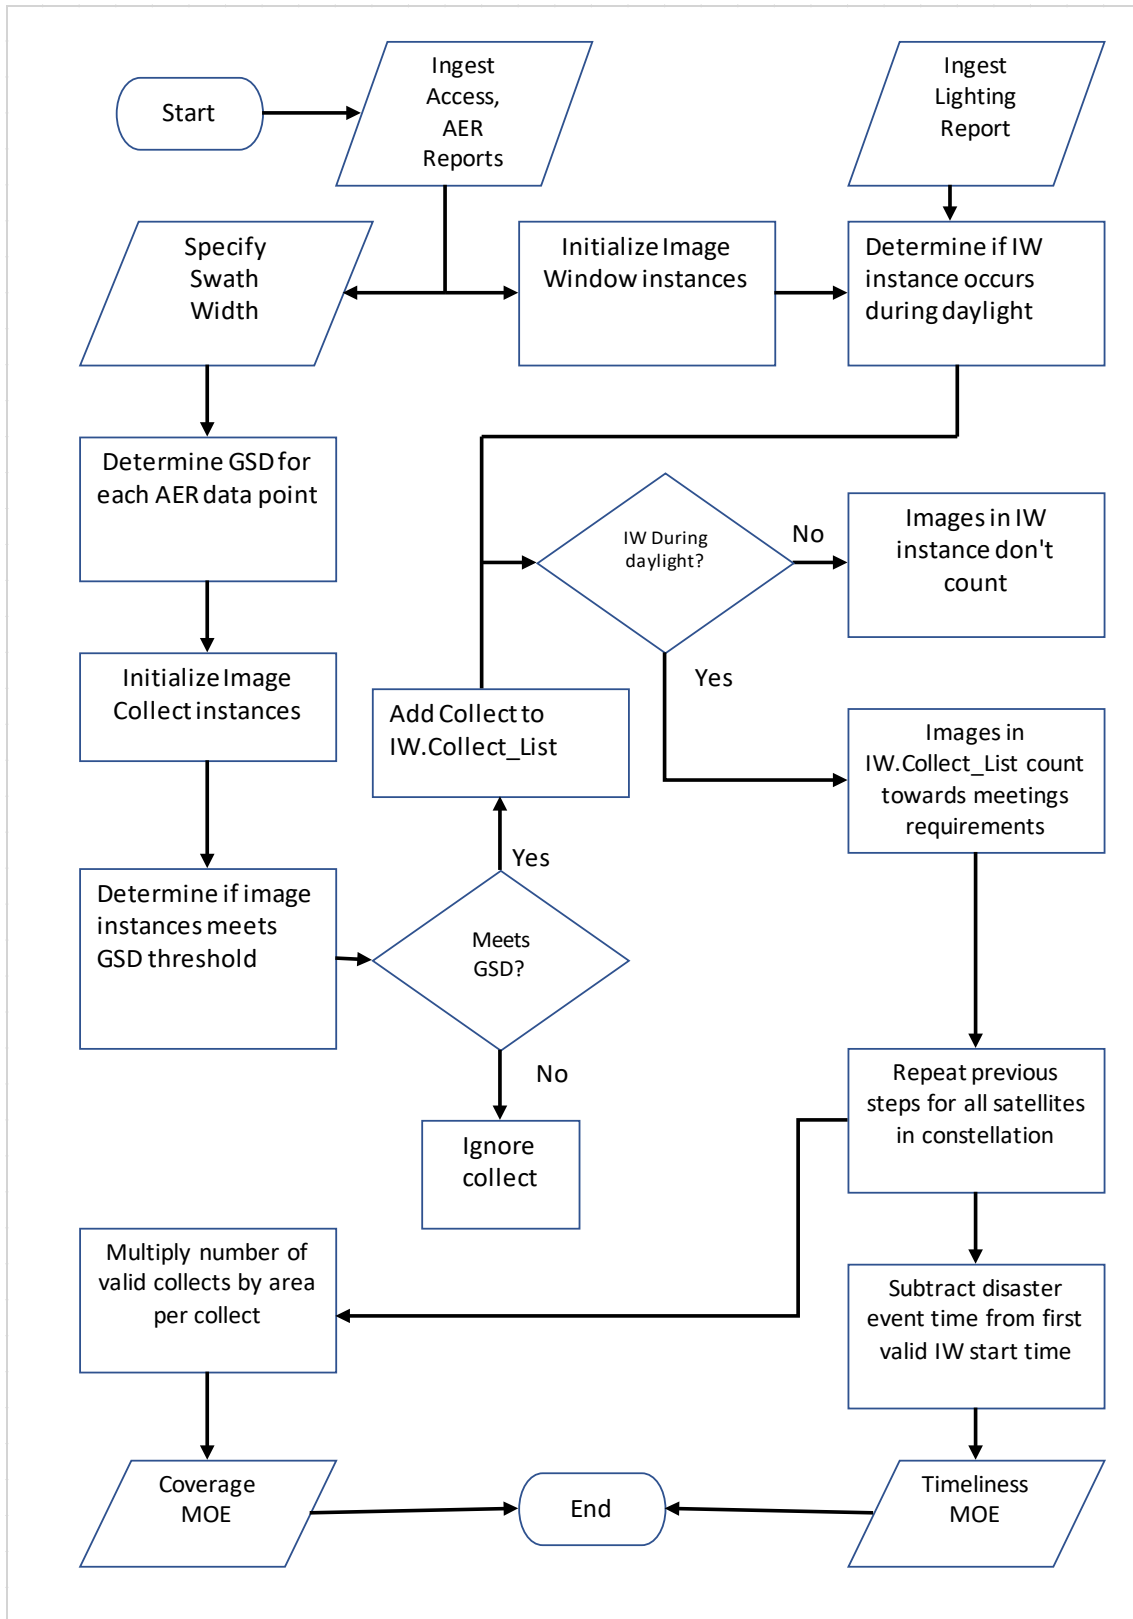 Start
Ingest
Access,
AER
Reports
Ingest
Lighting
Report
Specify
Swath
Width
Initialize Image
Window instances
Determine if IW
instance occurs
during daylight
Determine GSD for
each AER data point
IW During
daylight?
No
Images in IW
instance don't
count
Yes
Initialize Image
Collect instances
Add Collect to
IW.Collect_List
Images in
IW.Collect_List count
towards meetings
requirements
Yes
Determine if image
instances meets
GSD threshold
Meets
GSD?
No
Ignore
collect
Repeat previous
steps for all satellites
in constellation
Multiply number of
valid collects by area
per collect
Subtract disaster
event time from first
valid IW start time
Coverage
MOE
End
Timeliness
MOE